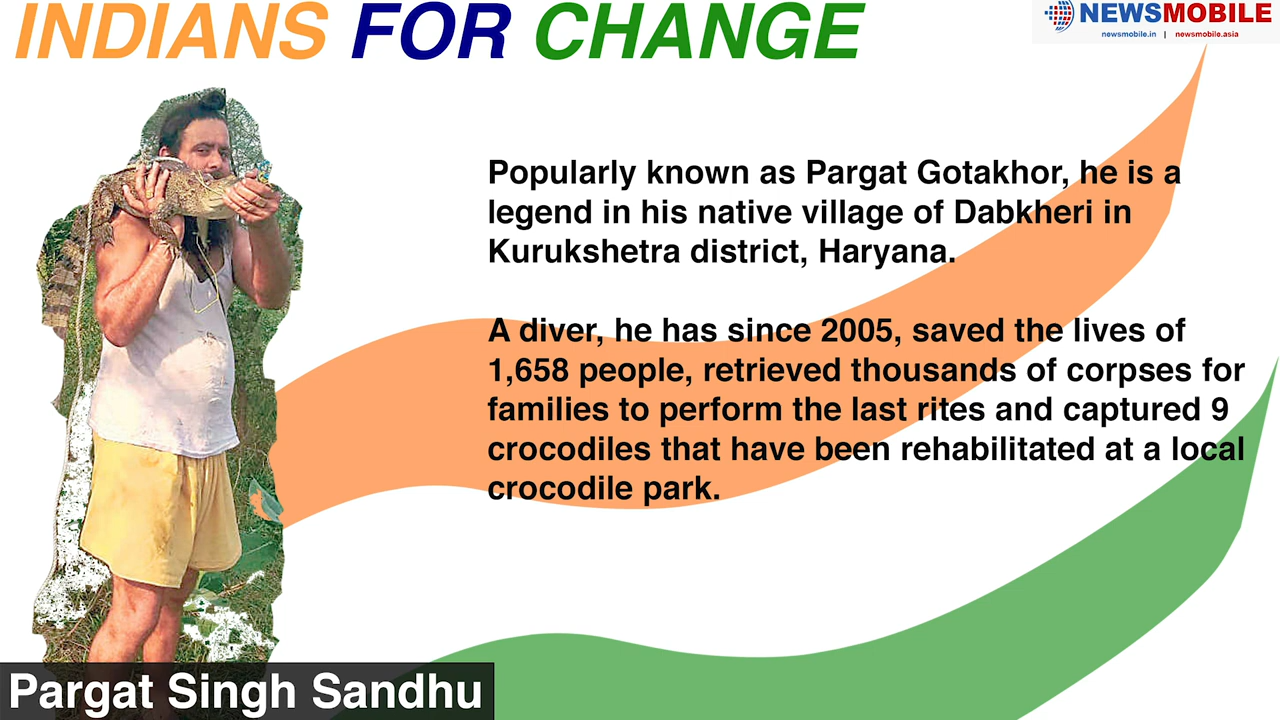 INDIANS FOR CHANGE
NEWSMOBILE
newsmobile.in | newsmobile.asia
Popularly known as Pargat Gotakhor, he is a
legend in his native village of Dabkheri in
Kurukshetra district, Haryana.
A diver, he has since 2005, saved the lives of
1,658 people, retrieved thousands of corpses for
families to perform the last rites and captured 9
crocodiles that have been rehabilitated at a local
crocodile park.
Pargat Singh Sandhu